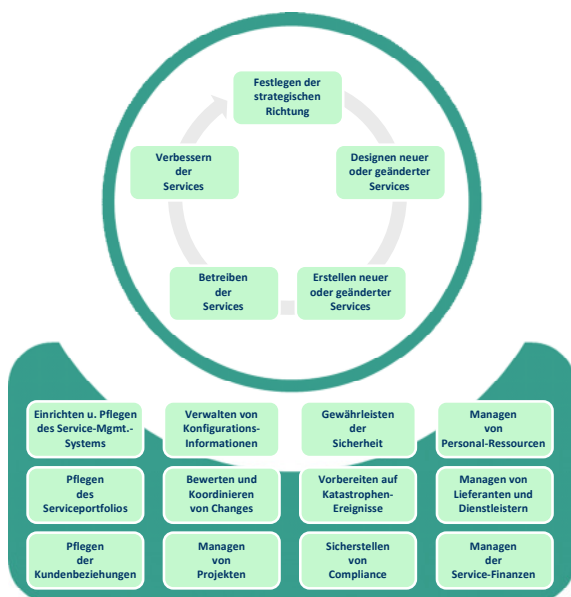 Festlegen der
strategischen
Richtung
Verbessern
der
Services
Designen neuer
oder geänderter
Services
Betreiben
der
Services
Erstellen neuer
oder geänderter
Services
Einrichten u. Pflegen
des Service-Mgmt.-
Systems
Verwalten von
Konfigurations-
Informationen
Gewährleisten
der
Sicherheit
Managen
von
Personal-Ressourcen
Pflegen
des
Serviceportfolios
Bewerten und
Koordinieren
von Changes
Vorbereiten auf
Katastrophen-
Ereignisse
Managen von
Lieferanten und
Dienstleistern
Pflegen
der
Kundenbeziehungen
Managen
von
Projekten
Sicherstellen
von
Compliance
Managen
der
Service-Finanzen